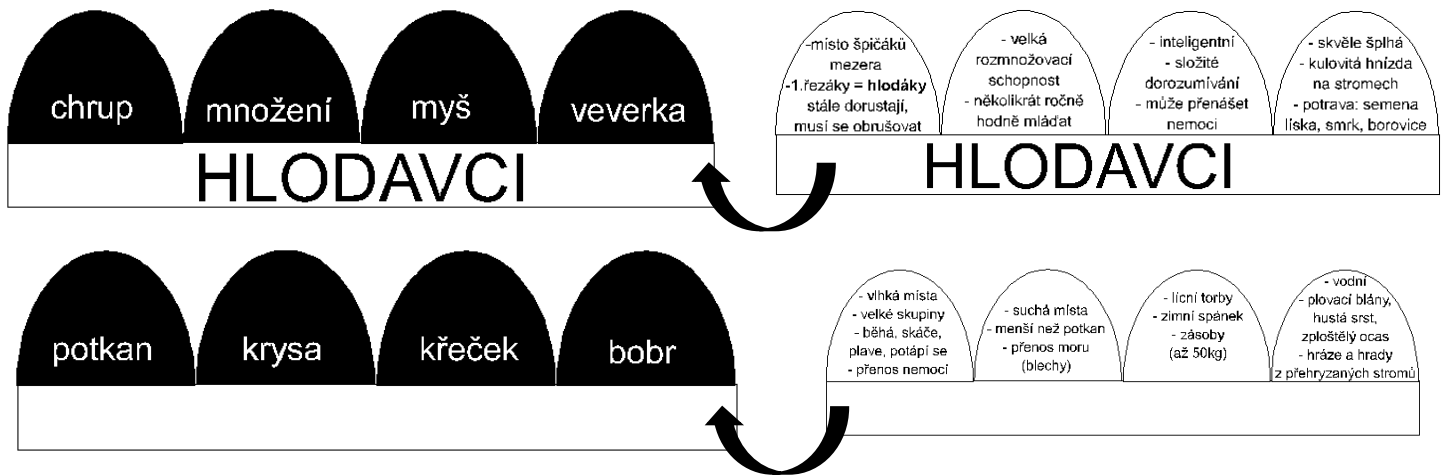 chrup
množení
myš
veverka
HLODAVCI
-místo špičáků
mezera
-1.řezáky = hlodáky
stále dorustají,
musí se obrušovat
- velká
rozmnožovací
schopnost
- několikrát ročně
hodně mláďat
- inteligentní
- složité
dorozumívání
- může přenášet
nemoci
- skvěle šplhá
- kulovitá hnízda
na stromech
- potrava: semena
líska, smrk, borovice
HLODAVCI
potkan
krysa
křeček
bobr
- vlhká místa
- velké skupiny
- běhá, skáče,
plave, potápí se
- přenos nemocí
- suchá místa
- menší než potkan
- přenos moru
(blechy)
- lícní torby
- zimní spánek
- zásoby
(až 50kg)
- vodní
- plovací blány,
hustá srst,
zploštělý ocas
- hráze a hrady
z přehryzaných stromů